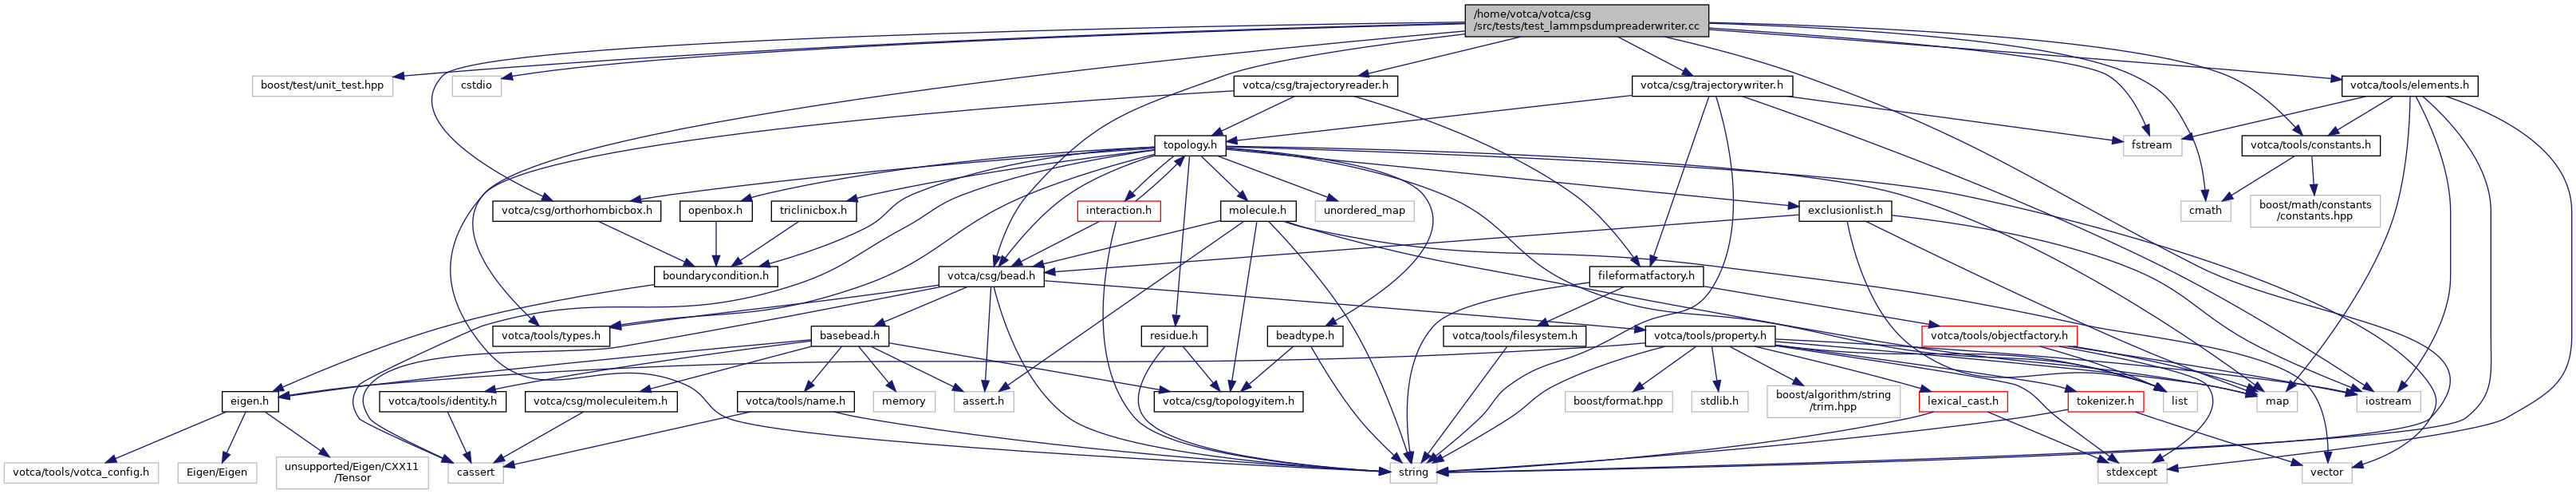 /home/votca/votca/csg
/src/tests/test_lammpsdumpreaderwriter.cc
boost/test/unit_test.hpp
cstdio
votca/csg/trajectoryreader.h
votca/csg/trajectorywriter.h
votca/tools/elements.h
topology.h
fstream
votca/tools/constants.h
votca/csg/orthorhombicbox.h
openbox.h
triclinicbox.h
interaction.h
molecule.h
unordered_map
exclusionlist.h
cmath
boost/math/constants
/constants.hpp
boundarycondition.h
votca/csg/bead.h
fileformatfactory.h
votca/tools/types.h
basebead.h
residue.h
beadtype.h
votca/tools/filesystem.h
votca/tools/property.h
votca/tools/objectfactory.h
eigen.h
votca/tools/identity.h
votca/csg/moleculeitem.h
votca/tools/name.h
memory
assert.h
votca/csg/topologyitem.h
boost/format.hpp
stdlib.h
boost/algorithm/string
/trim.hpp
lexical_cast.h
tokenizer.h
list
map
iostream
votca/tools/votca_config.h
Eigen/Eigen
unsupported/Eigen/CXX11
/Tensor
cassert
string
stdexcept
vector